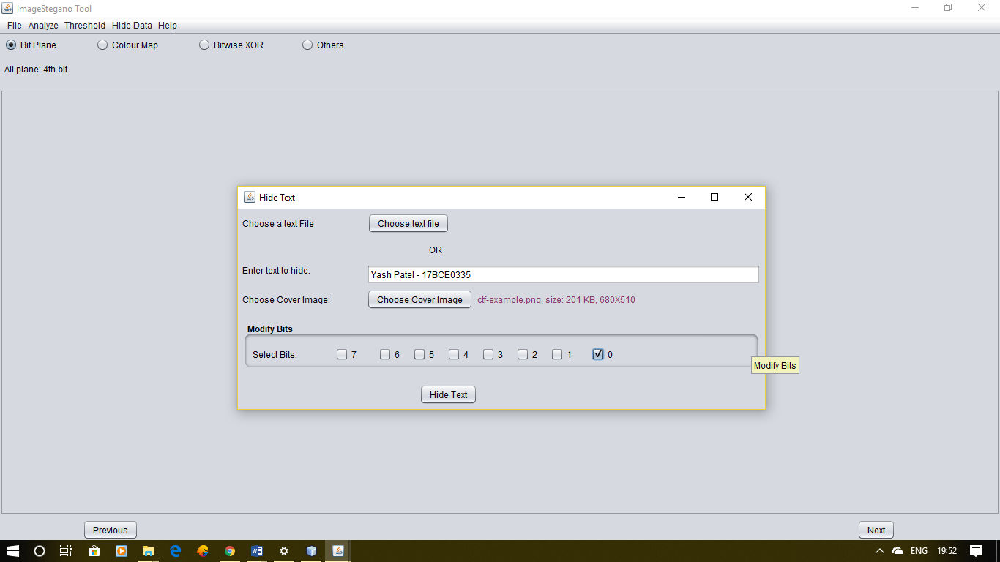 ImageStegano Tool
File Analyze Threshold Hide Data Help
Bit Plane Colour Map Bitwise XOR Others
All plane: 4th bit
Hide Text
Choose a text File Choose text file
OR
Enter text to hide: Yash Patel - 17BCE0335
Choose Cover Image: Choose Cover Image ctf-example.png, size: 201 KB, 680X510
Modify Bits
Select Bits: 7 6 5 4 3 2 1 0
Modify Bits
Hide Text
Previous Next
ENG 19:52